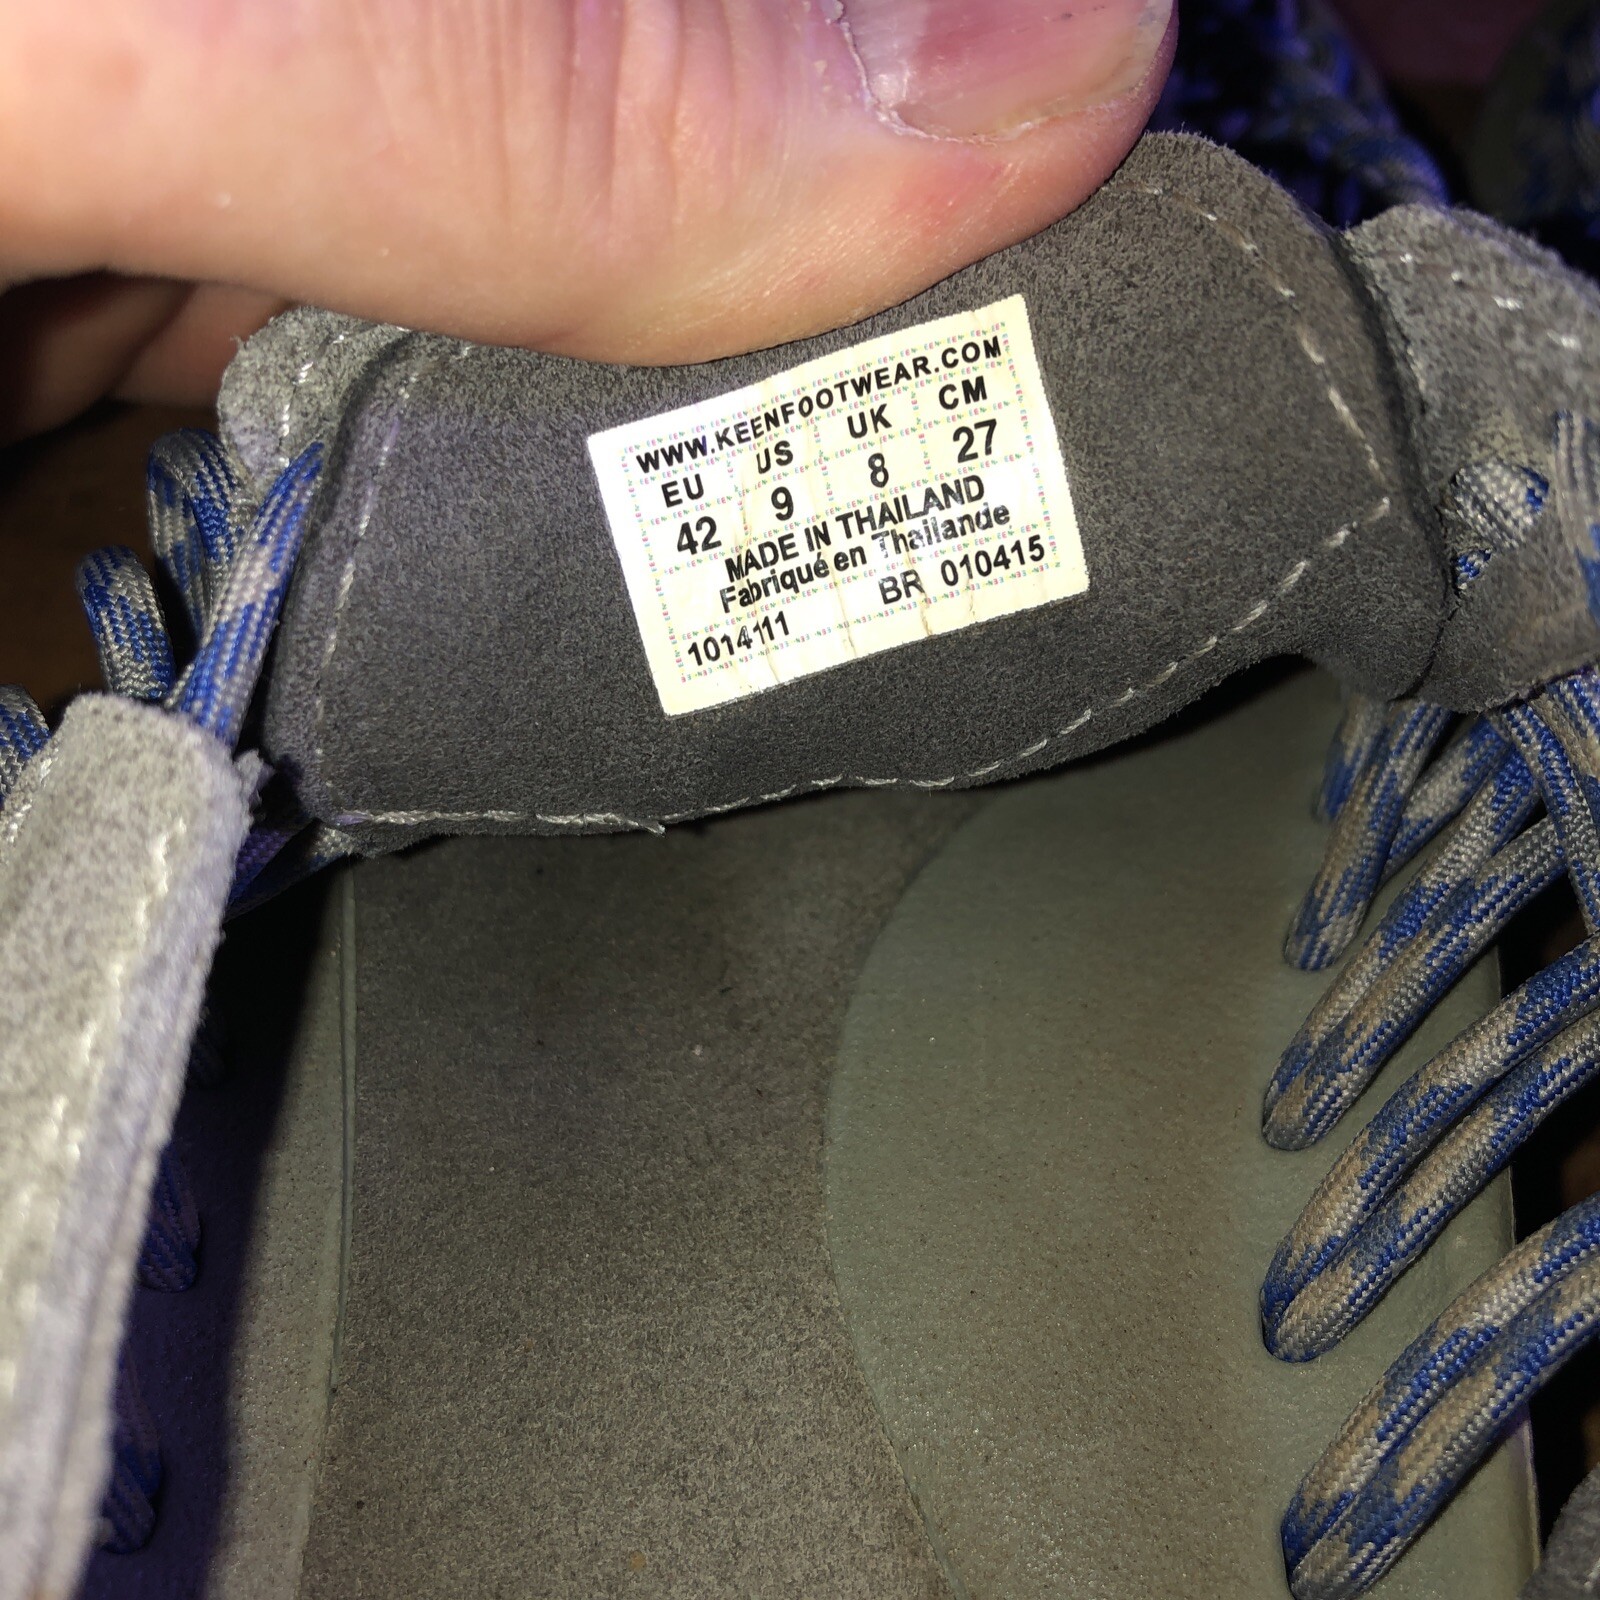 WWW.KEENFOOTWEAR.COM
EU US UK CM
42 9 8 27
MADE IN THAILAND
Fabriqué en Thaïlande
1014111 BR 010415